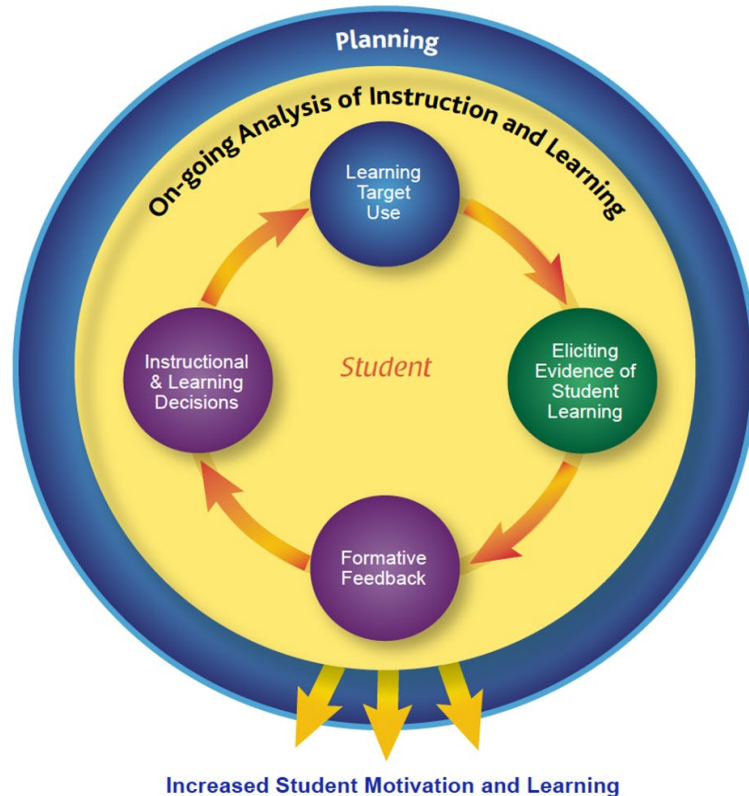 Planning
On-going Analysis of Instruction and Learning
Learning
Target
Use
Eliciting
Evidence of
Student
Learning
Instructional
& Learning
Decisions
Student
Formative
Feedback
Increased Student Motivation and Learning